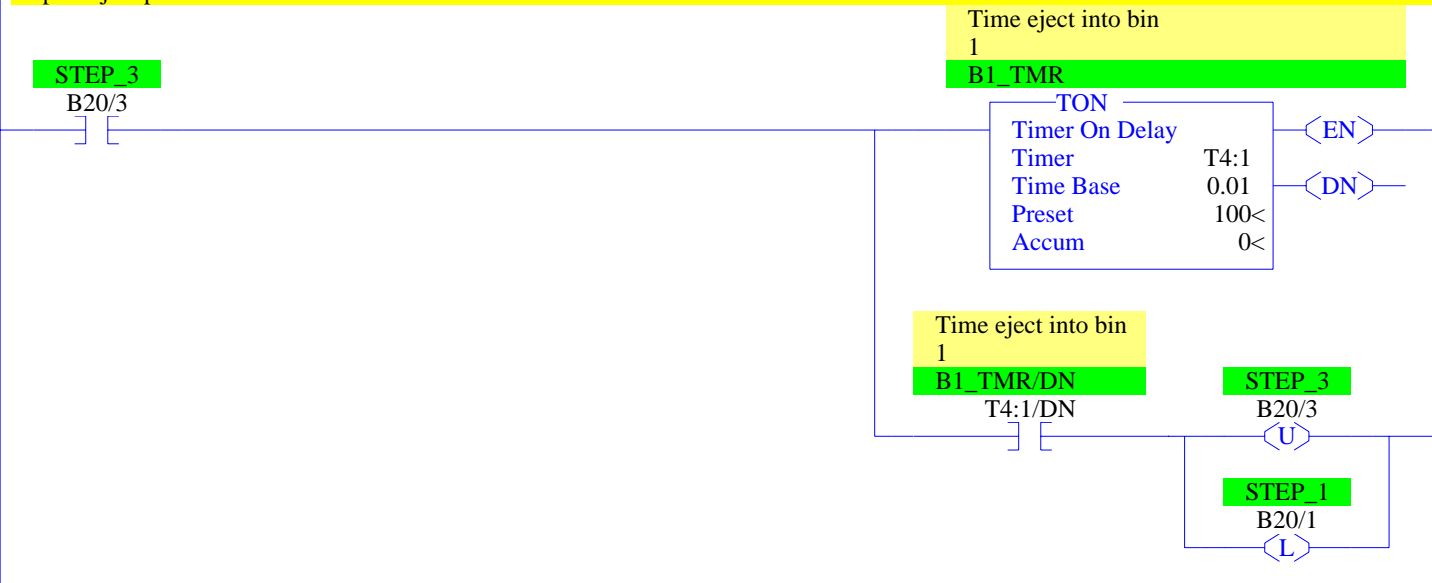 Time eject into bin
1
B1_TMR
STEP_3
B20/3
TON
Timer On Delay
Timer T4:1
Time Base 0.01
Preset 100<
Accum 0<
EN
DN
Time eject into bin
1
B1_TMR/DN
T4:1/DN
STEP_3
B20/3
U
STEP_1
B20/1
L